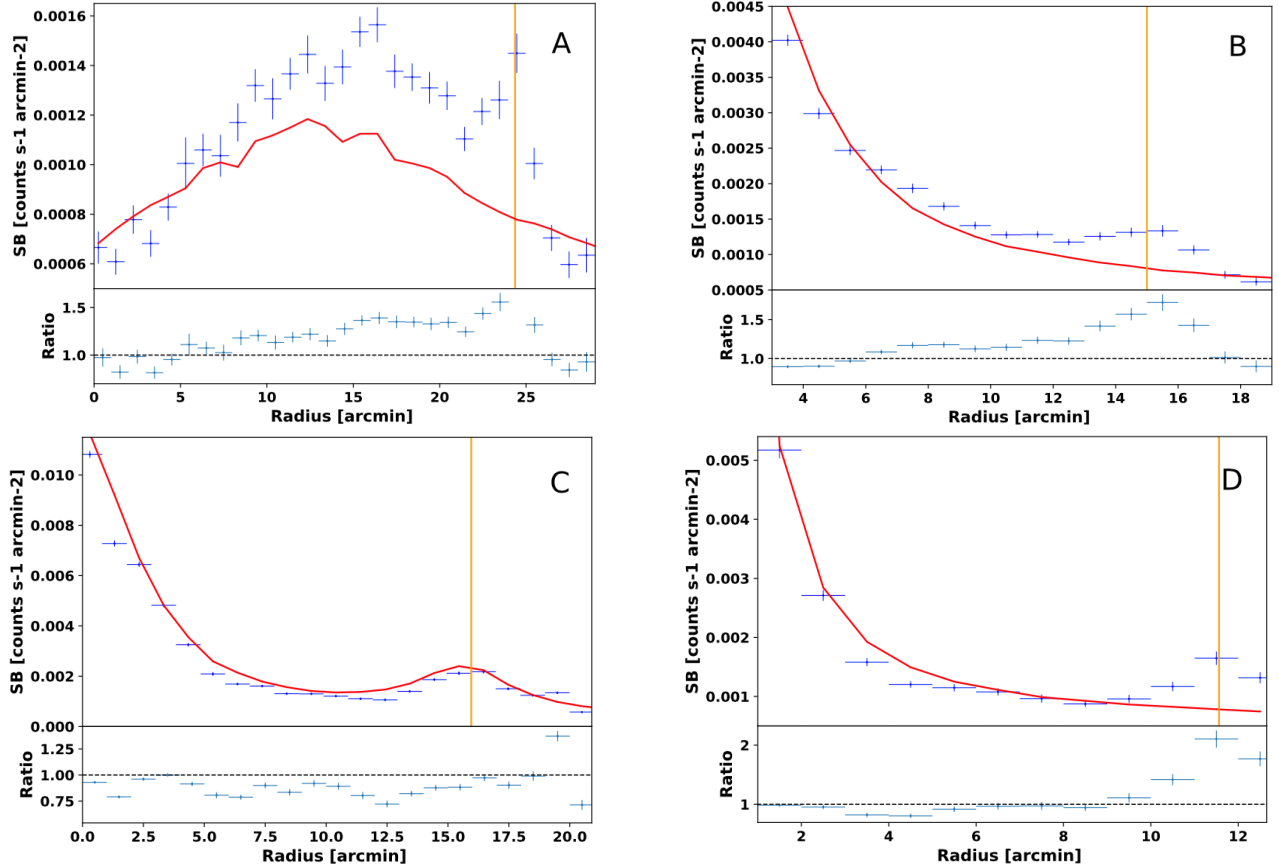 A
SB [counts s-1 arcmin-2]
0.0016
0.0014
0.0012
0.0010
0.0008
0.0006
Ratio
1.5
1.0
0 5 10 15 20 25
Radius [arcmin]
B
SB [counts s-1 arcmin-2]
0.0045
0.0040
0.0035
0.0030
0.0025
0.0020
0.0015
0.0010
0.0005
Ratio
1.5
1.0
4 6 8 10 12 14 16 18
Radius [arcmin]
C
SB [counts s-1 arcmin-2]
0.010
0.008
0.006
0.004
0.002
0.000
Ratio
1.25
1.00
0.75
0.0 2.5 5.0 7.5 10.0 12.5 15.0 17.5 20.0
Radius [arcmin]
D
SB [counts s-1 arcmin-2]
0.005
0.004
0.003
0.002
0.001
Ratio
2
1
2 4 6 8 10 12
Radius [arcmin]